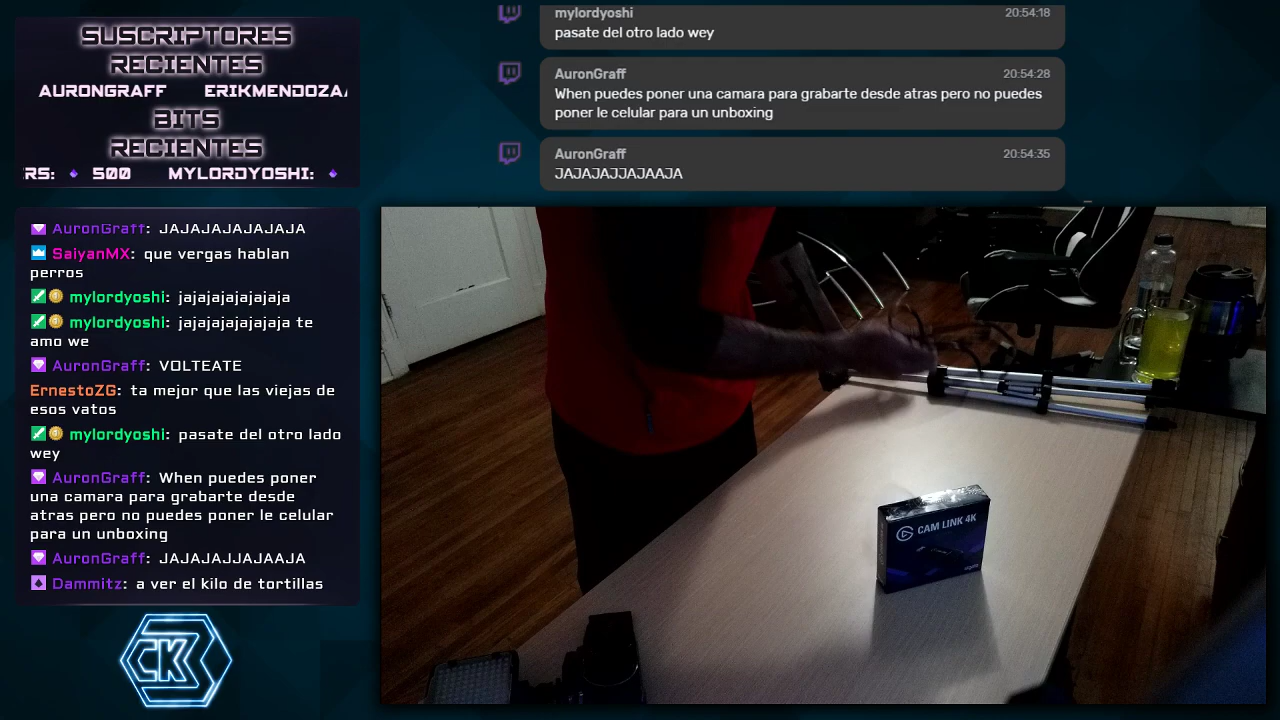 SUSCRIPTORES
RECIENTES
AURONGRAFF ERIKMENDOZA
BITS
RECIENTES
RS: 500 MYLORDYOSHI:
mylordyoshi 20:54:18
pasate del otro lado wey
AuronGraff 20:54:28
When puedes poner una camara para grabarte desde atras pero no puedes
poner le celular para un unboxing
AuronGraff 20:54:35
JAJAJAJJAJAAJA
AuronGraff: JAJAJAJAJAJAJA
SaiyanMX: que vergas hablan
perros
mylordyoshi: jajajajajajaja
mylordyoshi: jajajajajajaja te
amo we
AuronGraff: VOLTEATE
ErnestoZG: ta mejor que las viejas de
esos vatos
mylordyoshi: pasate del otro lado
wey
AuronGraff: When puedes poner
una camara para grabarte desde
atras pero no puedes poner le celular
para un unboxing
AuronGraff: JAJAJAJJAJAAJA
Dammitz: a ver el kilo de tortillas
CK
CAM LINK 4K